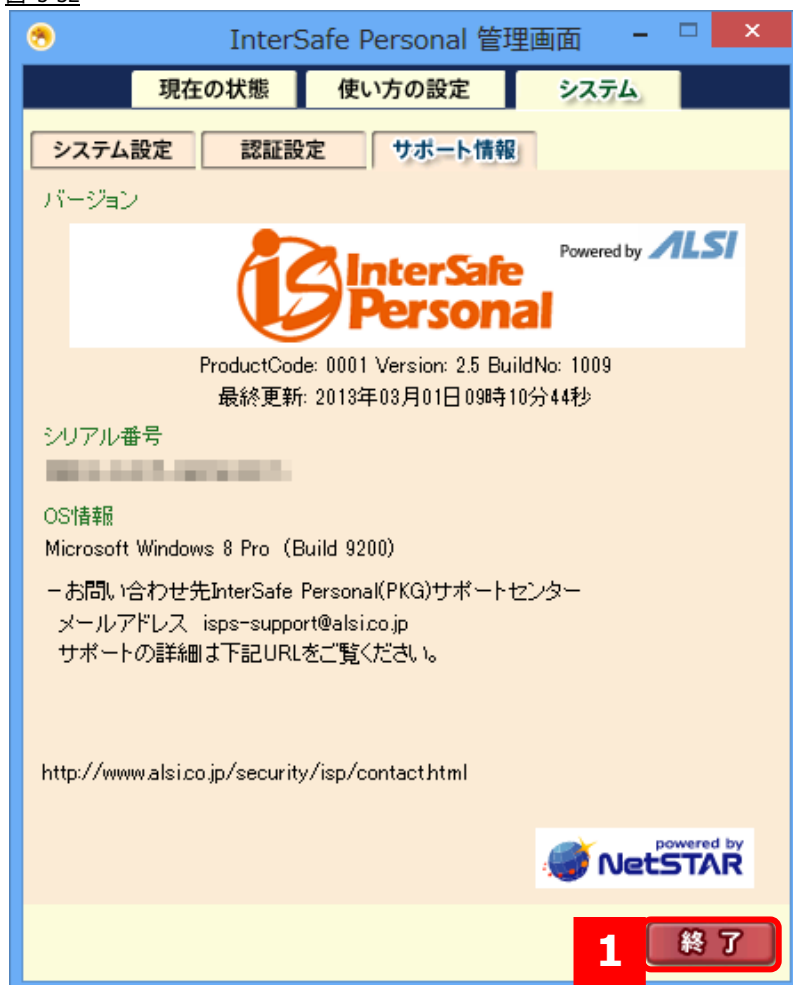 InterSafe Personal 管理画面
現在の状態 使い方の設定 システム
システム設定 認証設定 サポート情報
バージョン
Powered by ALSI
is InterSafe
Personal
ProductCode: 0001 Version: 2.5 BuildNo: 1009
最終更新: 2013年03月01日09時10分44秒
シリアル番号
OS情報
Microsoft Windows 8 Pro (Build 9200)
－お問い合わせ先InterSafe Personal(PKG)サポートセンター
メールアドレス isps-support@alsi.co.jp
サポートの詳細は下記URLをご覧ください。
http://www.alsi.co.jp/security/isp/contact.html
powered by
NetSTAR
1 終了